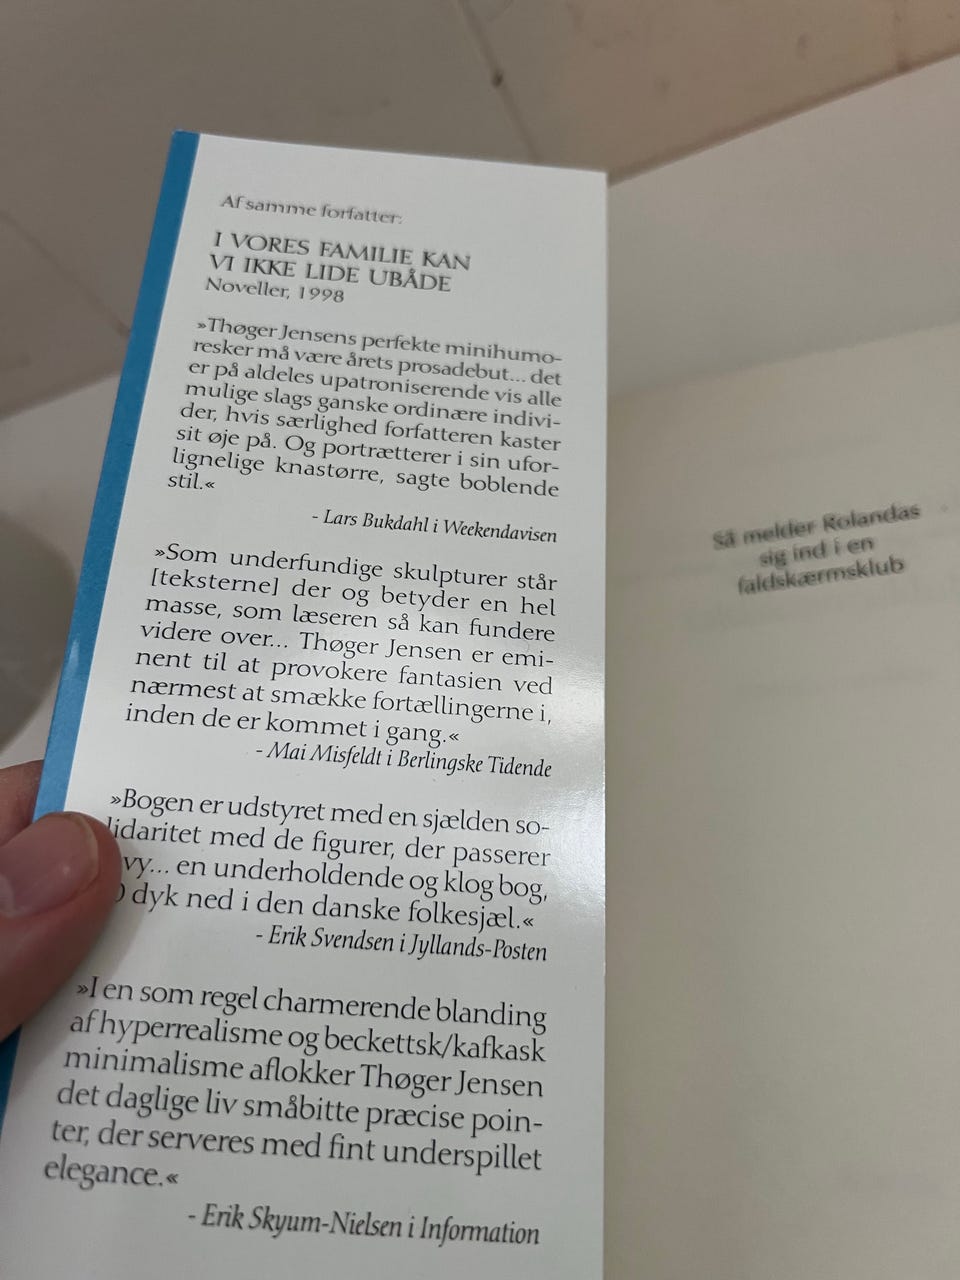 Af samme forfatter:
I VORES FAMILIE KAN
VI IKKE LIDE UBÅDE
Noveller, 1998
»Thøger Jensens perfekte minihumo-
resker må være årets prosadebut... det
er på aldeles upatroniserende vis alle
mulige slags ganske ordinære indivi-
der, hvis særlighed forfatteren kaster
sit øje på. Og portrætterer i sin ufor-
lignelige knastørre, sagte boblende
stil.«
- Lars Bukdahl i Weekendavisen
»Som underfundige skulpturer står
[teksterne] der og betyder en hel
masse, som læseren så kan fundere
videre over... Thøger Jensen er emi-
nent til at provokere fantasien ved
nærmest at smække fortællingerne i,
inden de er kommet i gang.«
- Mai Misfeldt i Berlingske Tidende
»Bogen er udstyret med en sjælden so-
lidaritet med de figurer, der passerer
vy... en underholdende og klog bog,
dyk ned i den danske folkesjæl.«
- Erik Svendsen i Jyllands-Posten
»I en som regel charmerende blanding
af hyperrealisme og beckettsk/kafkask
minimalisme aflokker Thøger Jensen
det daglige liv småbitte præcise poin-
ter, der serveres med fint underspillet
elegance.«
- Erik Skyum-Nielsen i Information
Så melder Rolandas
sig ind i en
faldskærmsklub